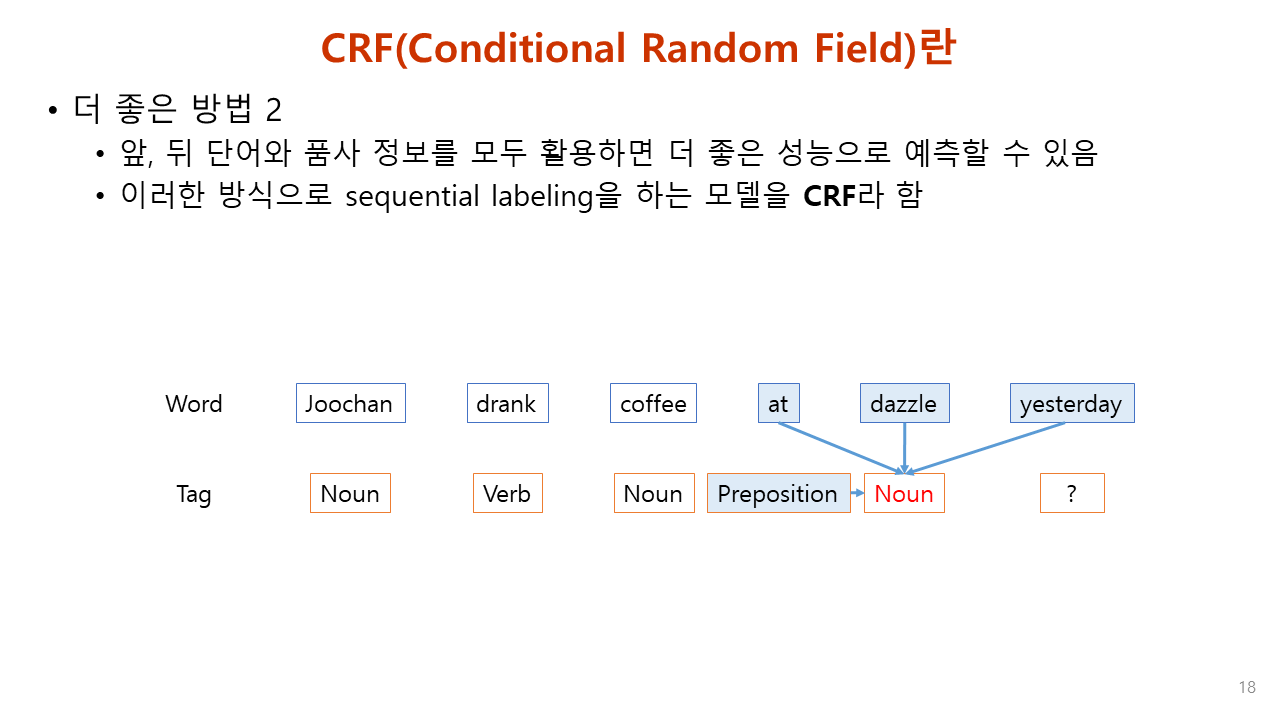 CRF(Conditional Random Field)란
• 더 좋은 방법 2
• 앞, 뒤 단어와 품사 정보를 모두 활용하면 더 좋은 성능으로 예측할 수 있음
• 이러한 방식으로 sequential labeling을 하는 모델을 CRF라 함
Word Joochan drank coffee at dazzle yesterday
Tag Noun Verb Noun Preposition Noun ?
18